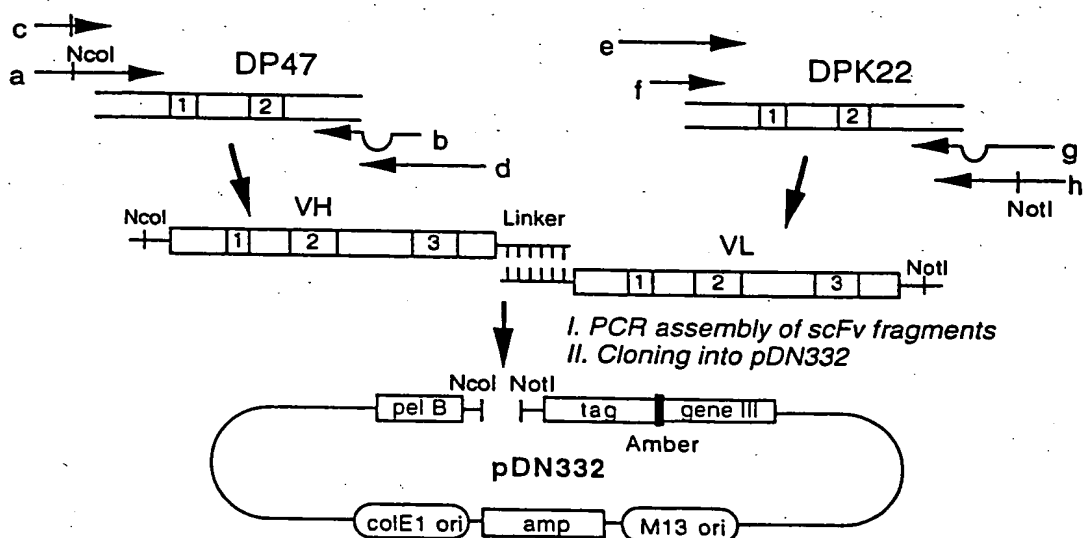 c
NcoI
a
DP47
1 2
b
d
e
f
DPK22
1 2
g
h
NotI
NcoI
VH
1 2 3
Linker
VL
1 2 3
NotI
I. PCR assembly of scFv fragments
II. Cloning into pDN332
NcoI NotI
pel B
tag
gene III
Amber
pDN332
colE1 ori
amp
M13 ori